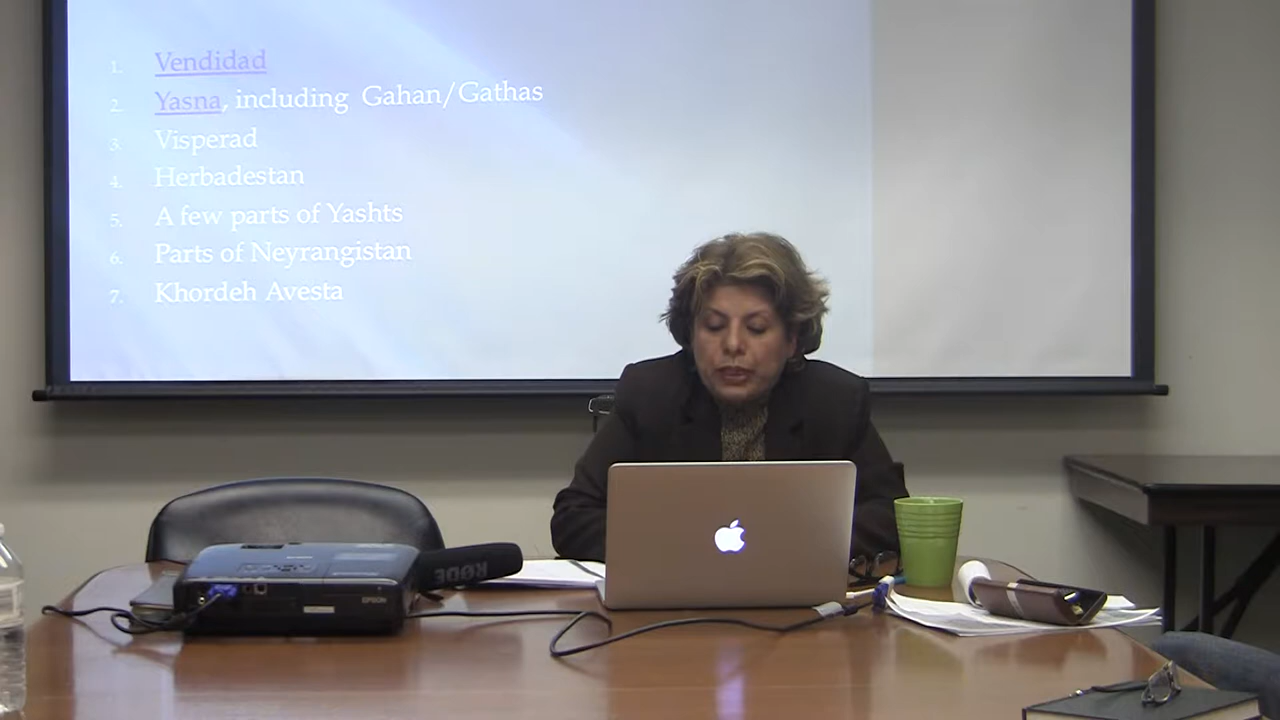 1. Vendidad
2. Yasna, including Gahan/Gathas
3. Visperad
4. Herbadestan
5. A few parts of Yashts
6. Parts of Neyrangistan
7. Khordeh Avesta
RØDE
EPSON